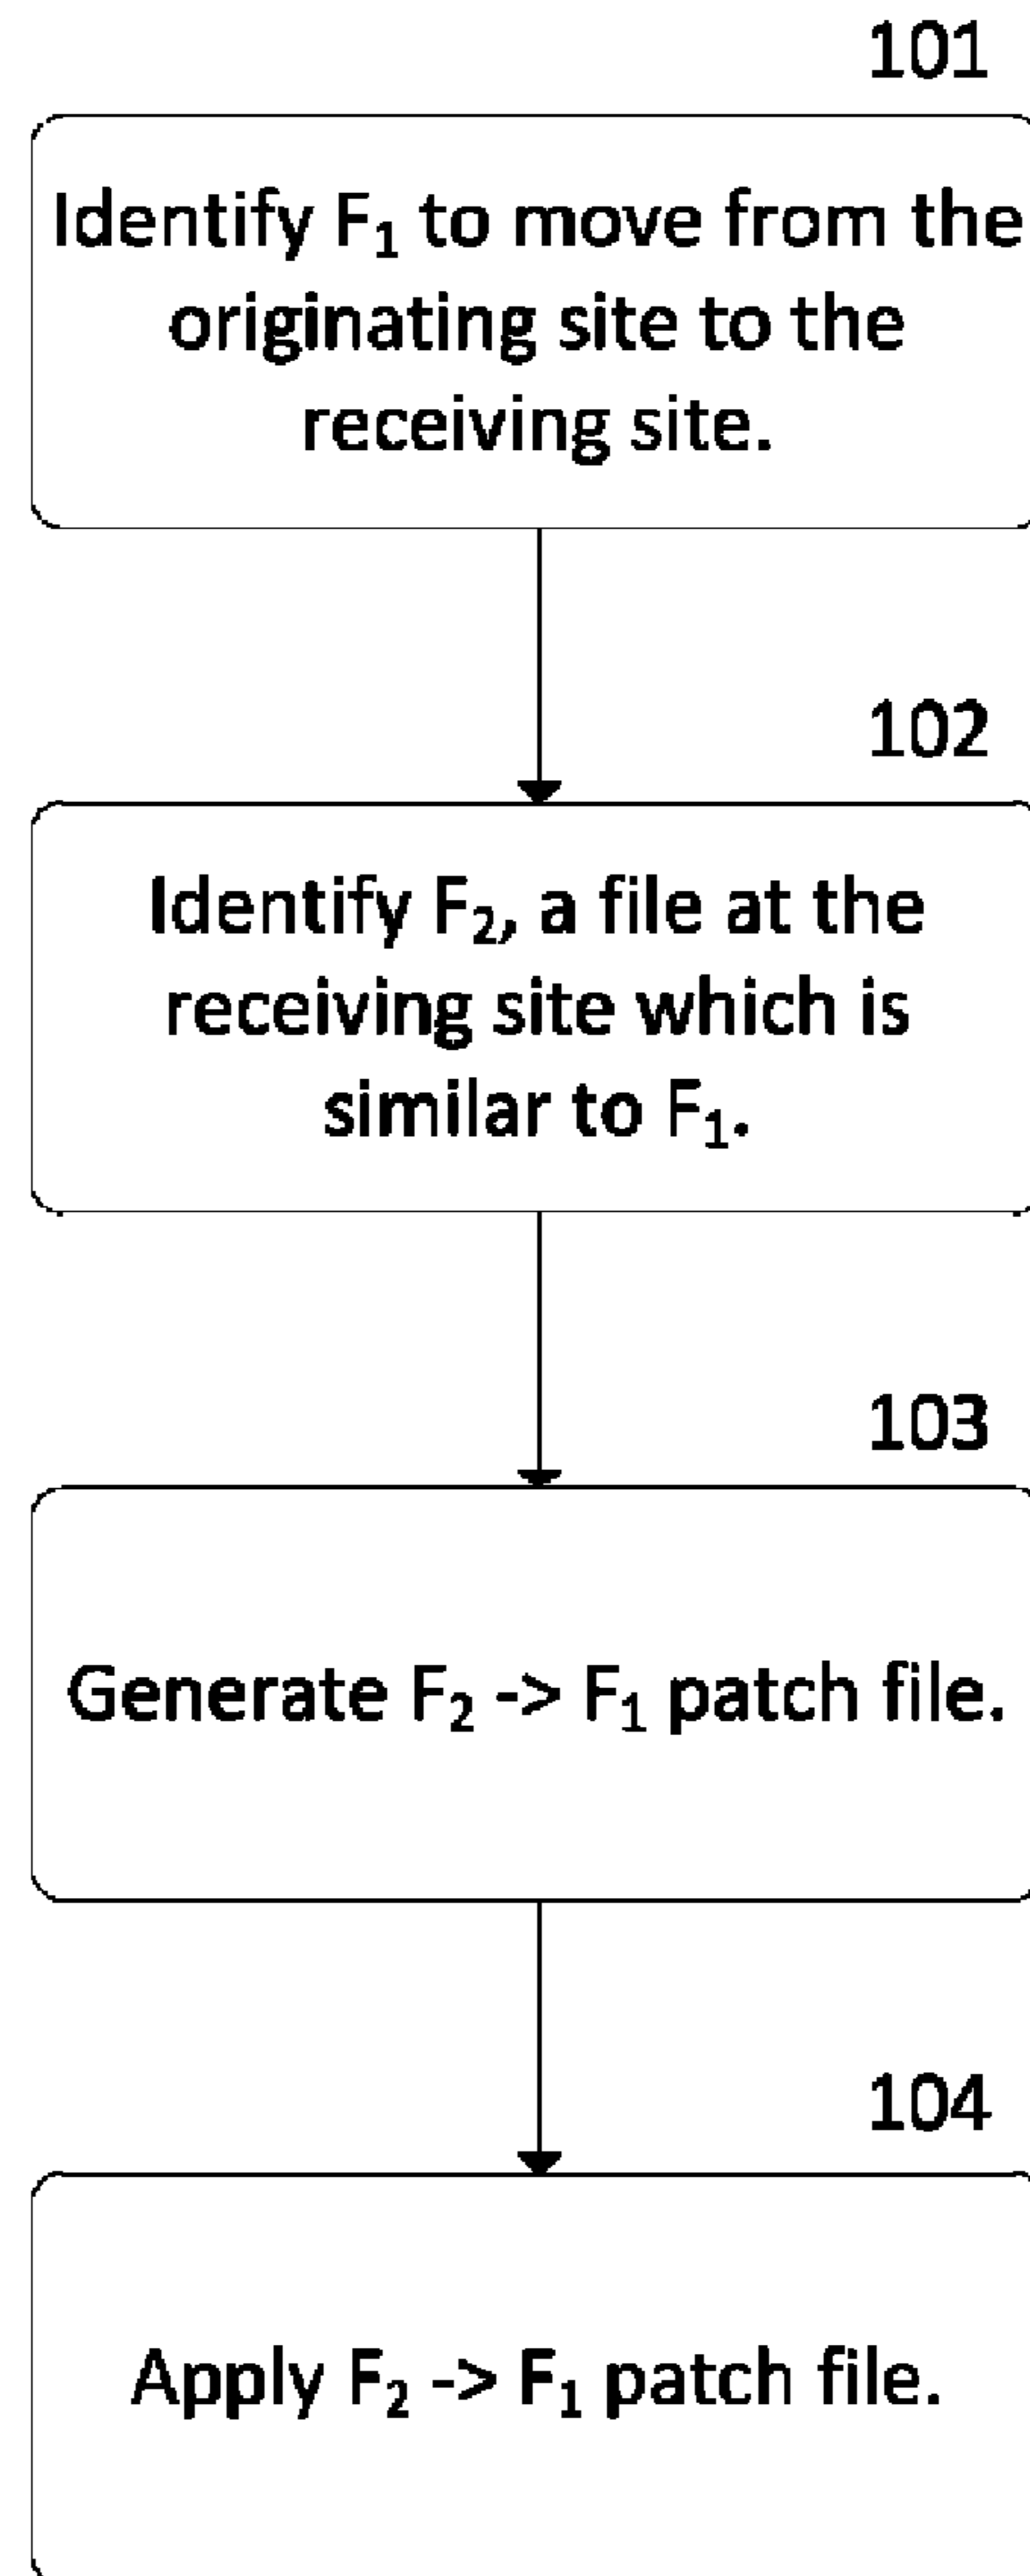 101
Identify F₁ to move from the
originating site to the
receiving site.
102
Identify F₂, a file at the
receiving site which is
similar to F₁.
103
Generate F₂ -> F₁ patch file.
104
Apply F₂ -> F₁ patch file.